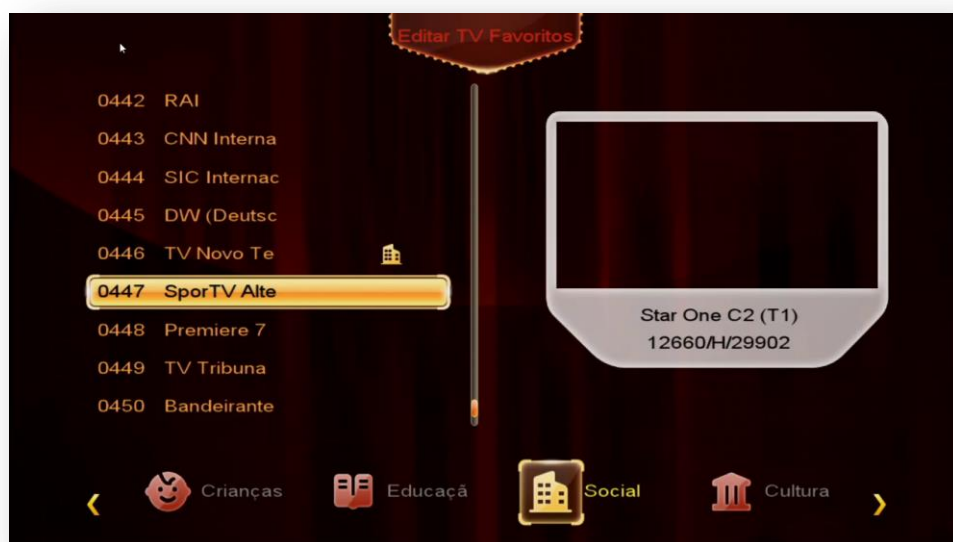 Editar TV Favoritos
0442 RAI
0443 CNN Interna
0444 SIC Internac
0445 DW (Deutsc
0446 TV Novo Te
0447 SporTV Alte
0448 Premiere 7
0449 TV Tribuna
0450 Bandeirante
Star One C2 (T1)
12660/H/29902
Crianças Educaçã Social Cultura